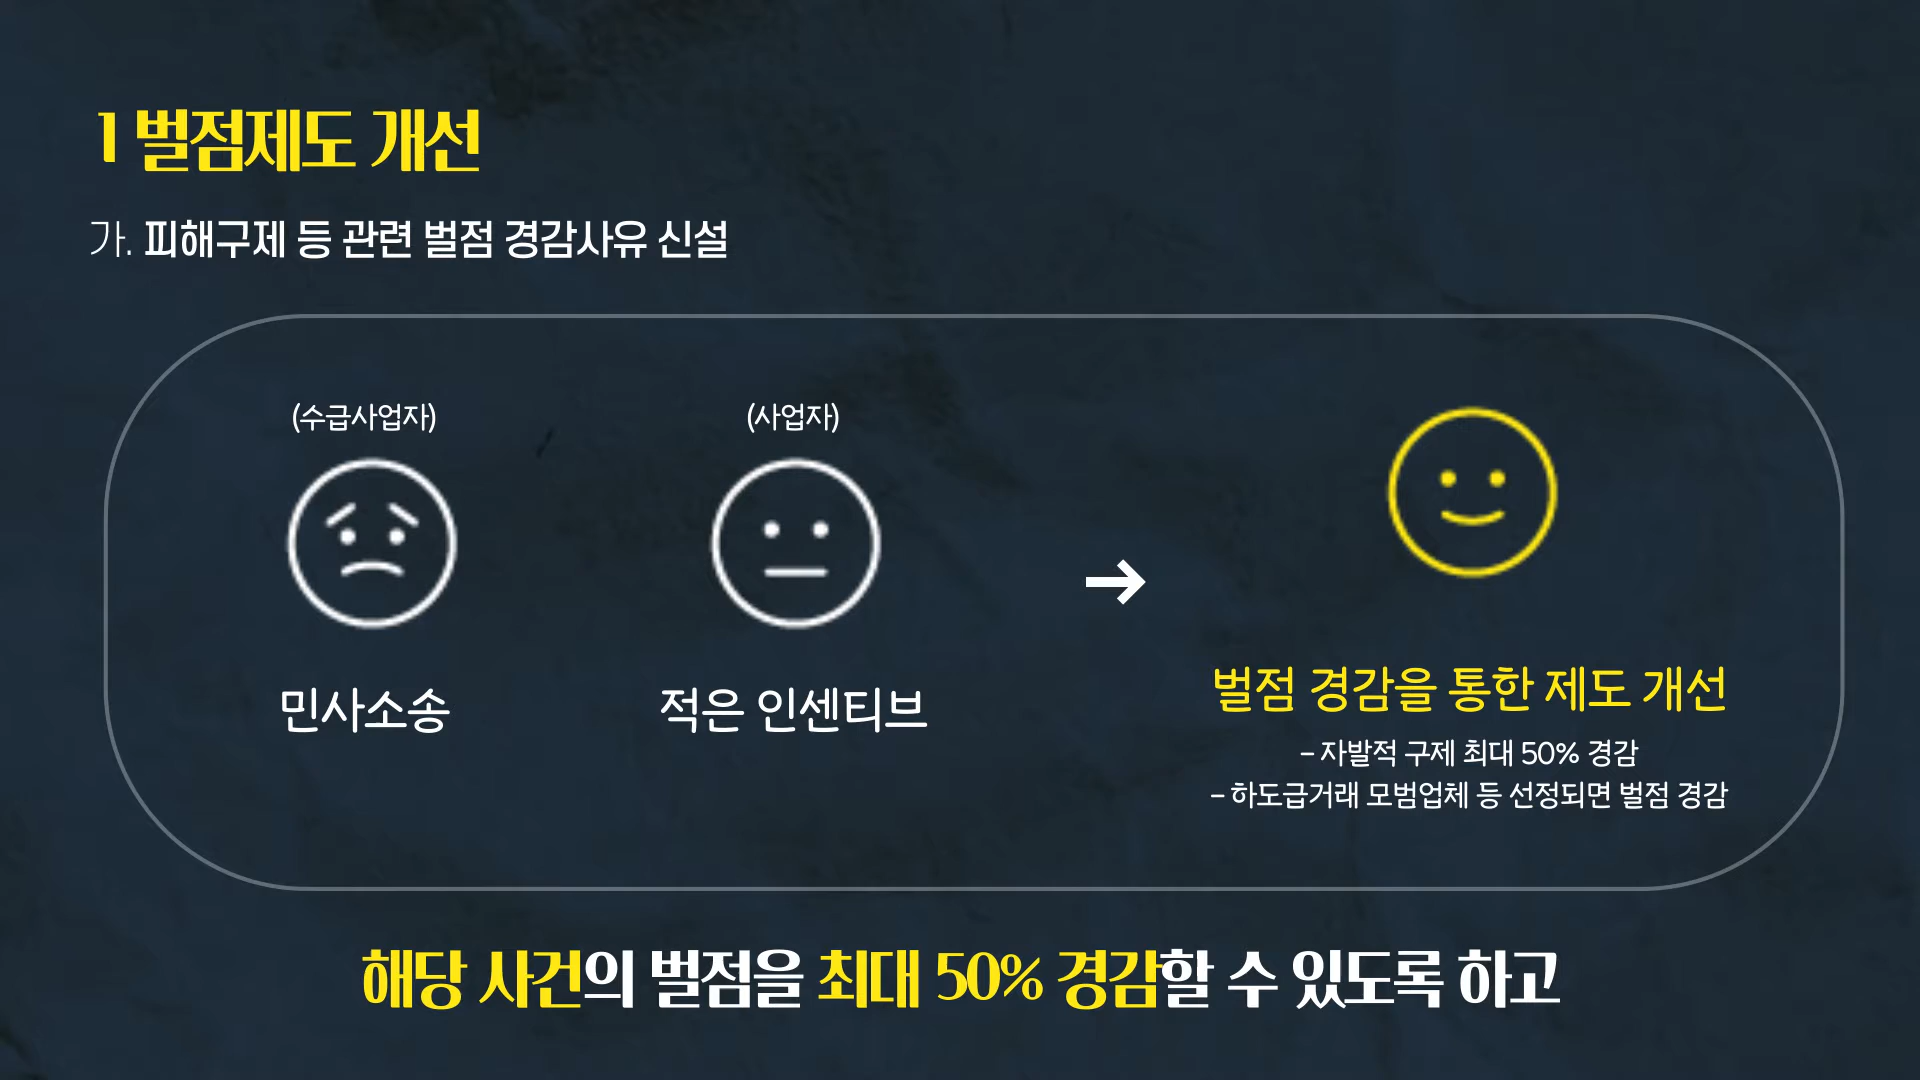 1 벌점제도 개선
가. 피해구제 등 관련 벌점 경감사유 신설
(수급사업자)
(사업자)
민사소송
적은 인센티브
→
벌점 경감을 통한 제도 개선
- 자발적 구제 최대 50% 경감
- 하도급거래 모범업체 등 선정되면 벌점 경감
해당 사건의 벌점을 최대 50% 경감할 수 있도록 하고